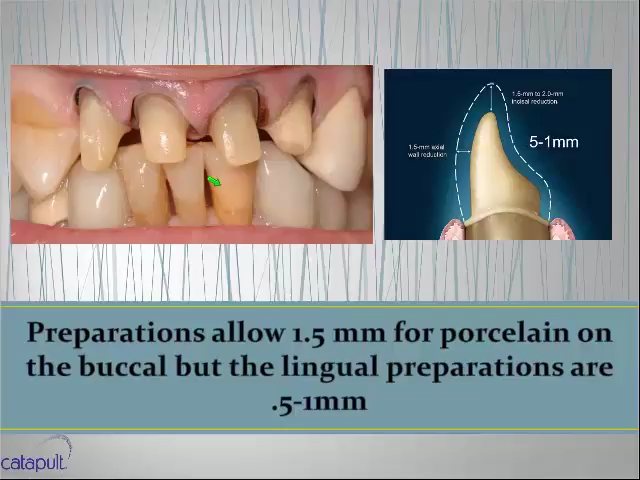 1.5-mm to 2.0-mm
incisal reduction
1.5-mm axial
wall reduction
5-1mm
Preparations allow 1.5 mm for porcelain on
the buccal but the lingual preparations are
.5-1mm
catapult.